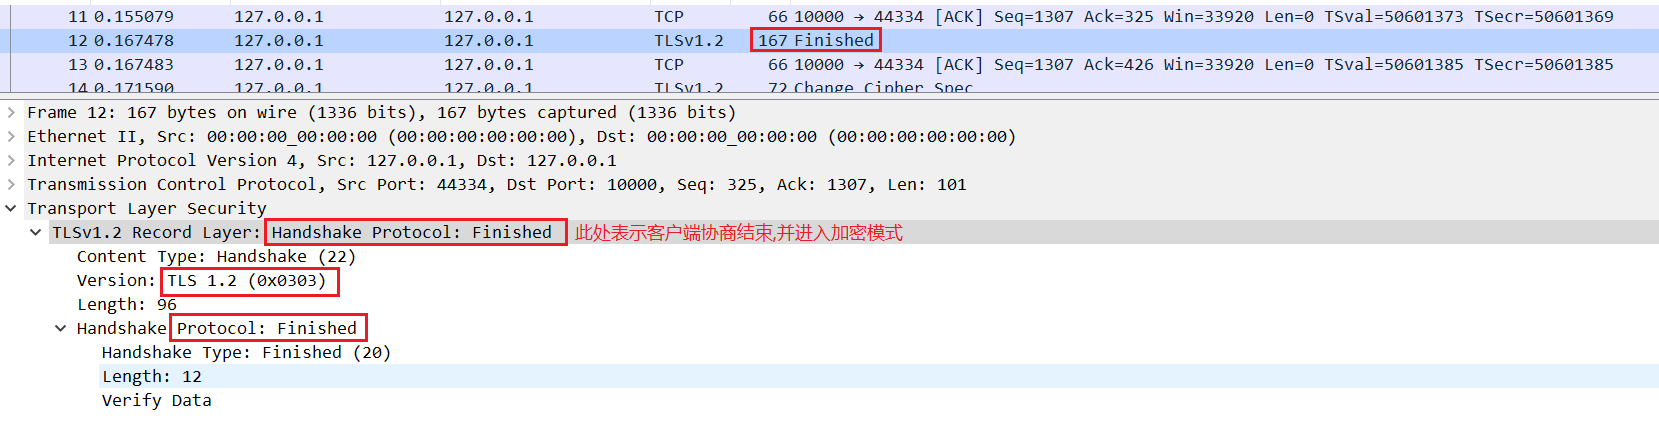 11 0.155079 127.0.0.1 127.0.0.1 TCP 66 10000 → 44334 [ACK] Seq=1307 Ack=325 Win=33920 Len=0 TSval=50601373 TSecr=50601369
12 0.167478 127.0.0.1 127.0.0.1 TLSv1.2 167 Finished
13 0.167483 127.0.0.1 127.0.0.1 TCP 66 10000 → 44334 [ACK] Seq=1307 Ack=426 Win=33920 Len=0 TSval=50601385 TSecr=50601385
14 0.171590 127.0.0.1 127.0.0.1 TLSv1.2 72 Change Cipher Spec
Frame 12: 167 bytes on wire (1336 bits), 167 bytes captured (1336 bits)
Ethernet II, Src: 00:00:00_00:00:00 (00:00:00:00:00:00), Dst: 00:00:00_00:00:00 (00:00:00:00:00:00)
Internet Protocol Version 4, Src: 127.0.0.1, Dst: 127.0.0.1
Transmission Control Protocol, Src Port: 44334, Dst Port: 10000, Seq: 325, Ack: 1307, Len: 101
Transport Layer Security
TLSv1.2 Record Layer: Handshake Protocol: Finished 此处表示客户端协商结束,并进入加密模式
Content Type: Handshake (22)
Version: TLS 1.2 (0x0303)
Length: 96
Handshake Protocol: Finished
Handshake Type: Finished (20)
Length: 12
Verify Data